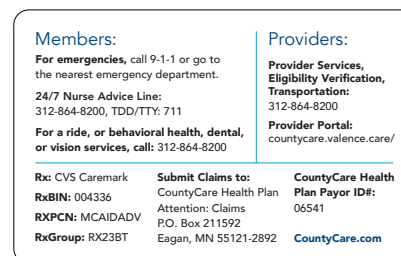 Members:
For emergencies, call 9-1-1 or go to
the nearest emergency department.
24/7 Nurse Advice Line:
312-864-8200, TDD/TTY: 711
For a ride, or behavioral health, dental,
or vision services, call: 312-864-8200
Providers:
Provider Services,
Eligibility Verification,
Transportation:
312-864-8200
Provider Portal:
countycare.valence.care/
Rx: CVS Caremark
RxBIN: 004336
RXPCN: MCAIDADV
RxGroup: RX23BT
Submit Claims to:
CountyCare Health Plan
Attention: Claims
P.O. Box 211592
Eagan, MN 55121-2892
CountyCare Health
Plan Payor ID#:
06541
CountyCare.com